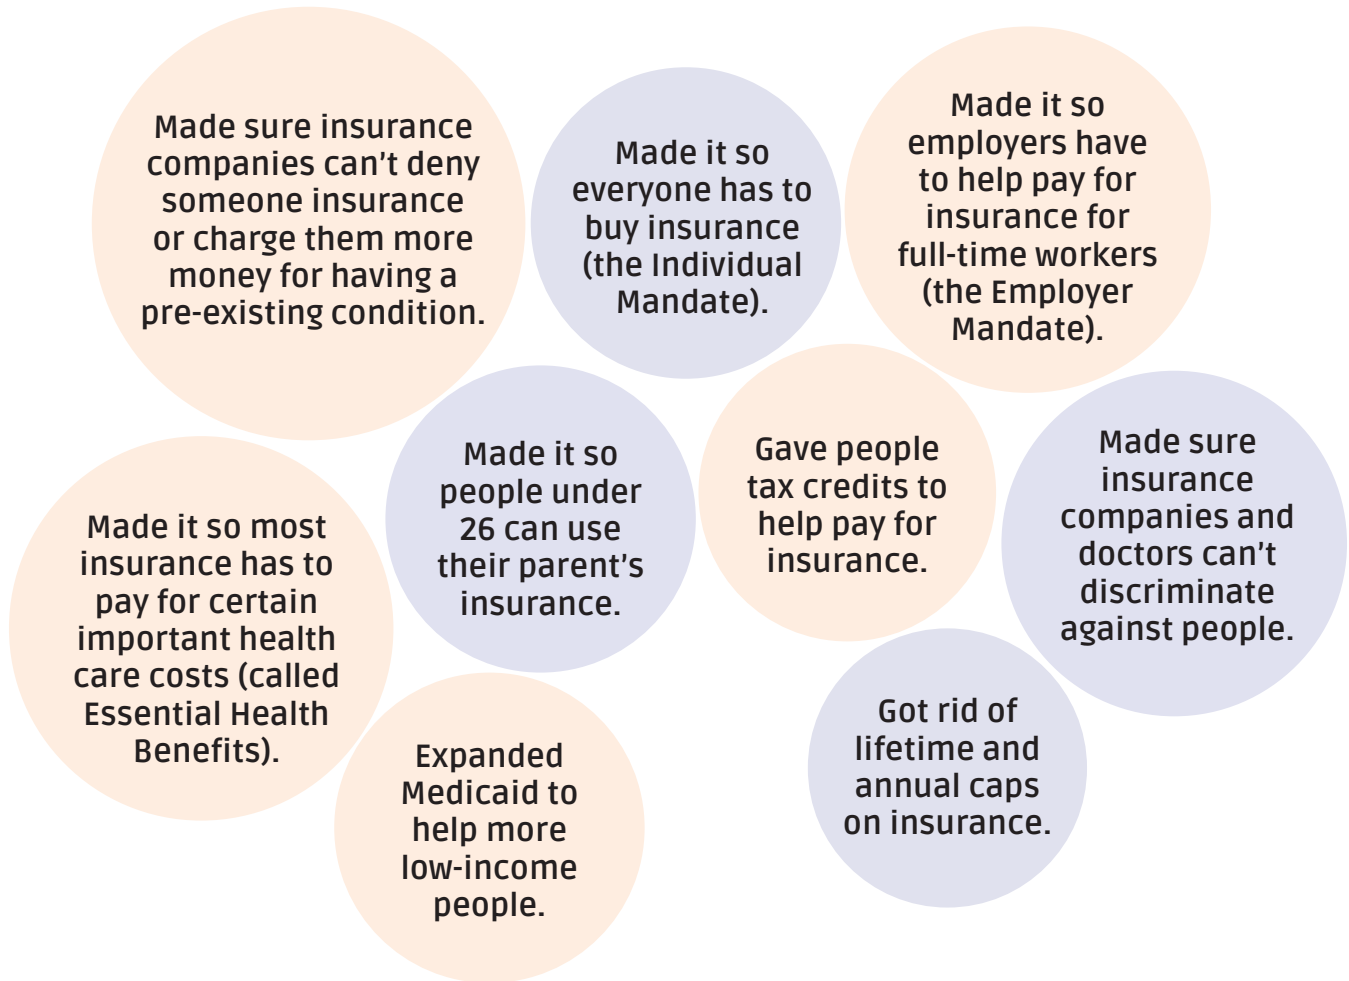 Made sure insurance
companies can't deny
someone insurance
or charge them more
money for having a
pre-existing condition.
Made it so
everyone has to
buy insurance
(the Individual
Mandate).
Made it so
employers have
to help pay for
insurance for
full-time workers
(the Employer
Mandate).
Made it so most
insurance has to
pay for certain
important health
care costs (called
Essential Health
Benefits).
Made it so
people under
26 can use
their parent's
insurance.
Gave people
tax credits to
help pay for
insurance.
Made sure
insurance
companies and
doctors can't
discriminate
against people.
Expanded
Medicaid to
help more
low-income
people.
Got rid of
lifetime and
annual caps
on insurance.